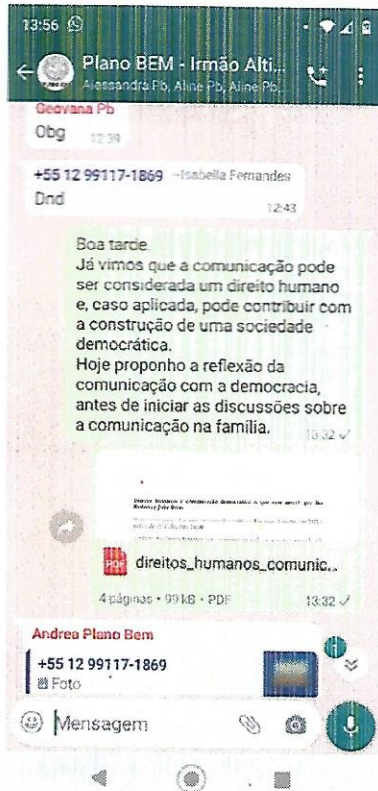 13:56
Plano BEM - Irmão Alti...
Alessandra Pb, Aline Pb, Aline Pb,
Geovana Pb
Obg 12:39
+55 12 99117-1869 ~Isabella Fernandes
Dnd
12:43
Boa tarde.
Já vimos que a comunicação pode
ser considerada um direito humano
e, caso aplicada, pode contribuir com
a construção de uma sociedade
democrática.
Hoje proponho a reflexão da
comunicação com a democracia,
antes de iniciar as discussões sobre
a comunicação na família.
13:32
PDF direitos_humanos_comunic..
4 páginas • 99 kB • PDF 13:32
Andrea Plano Bem
+55 12 99117-1869
Foto
Mensagem